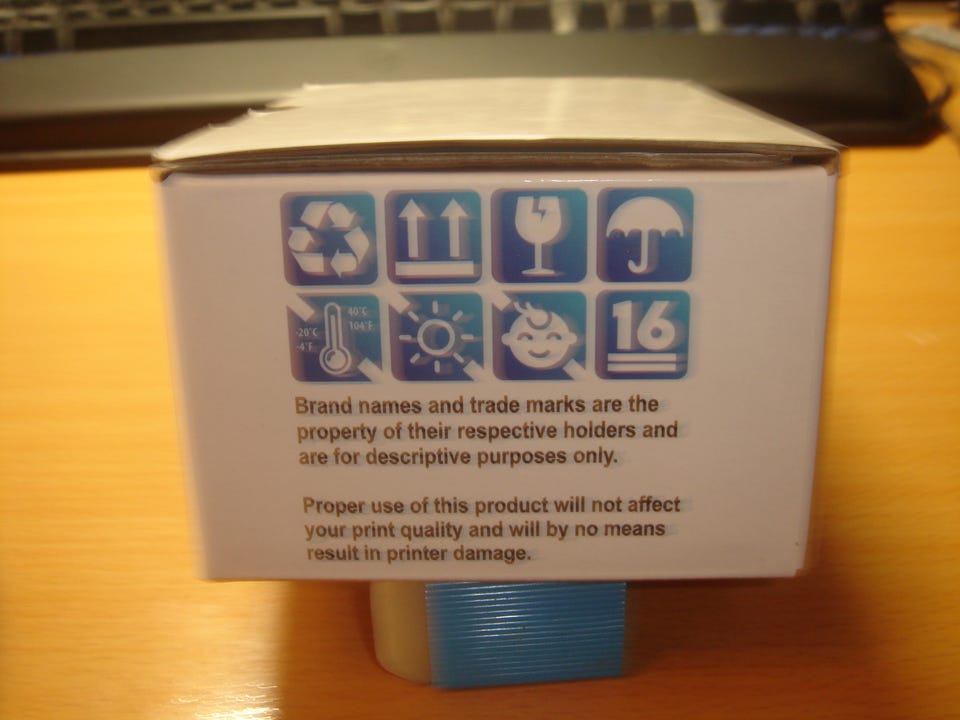 40°C
-20°C 104°F
-4°F
16
Brand names and trade marks are the
property of their respective holders and
are for descriptive purposes only.
Proper use of this product will not affect
your print quality and will by no means
result in printer damage.